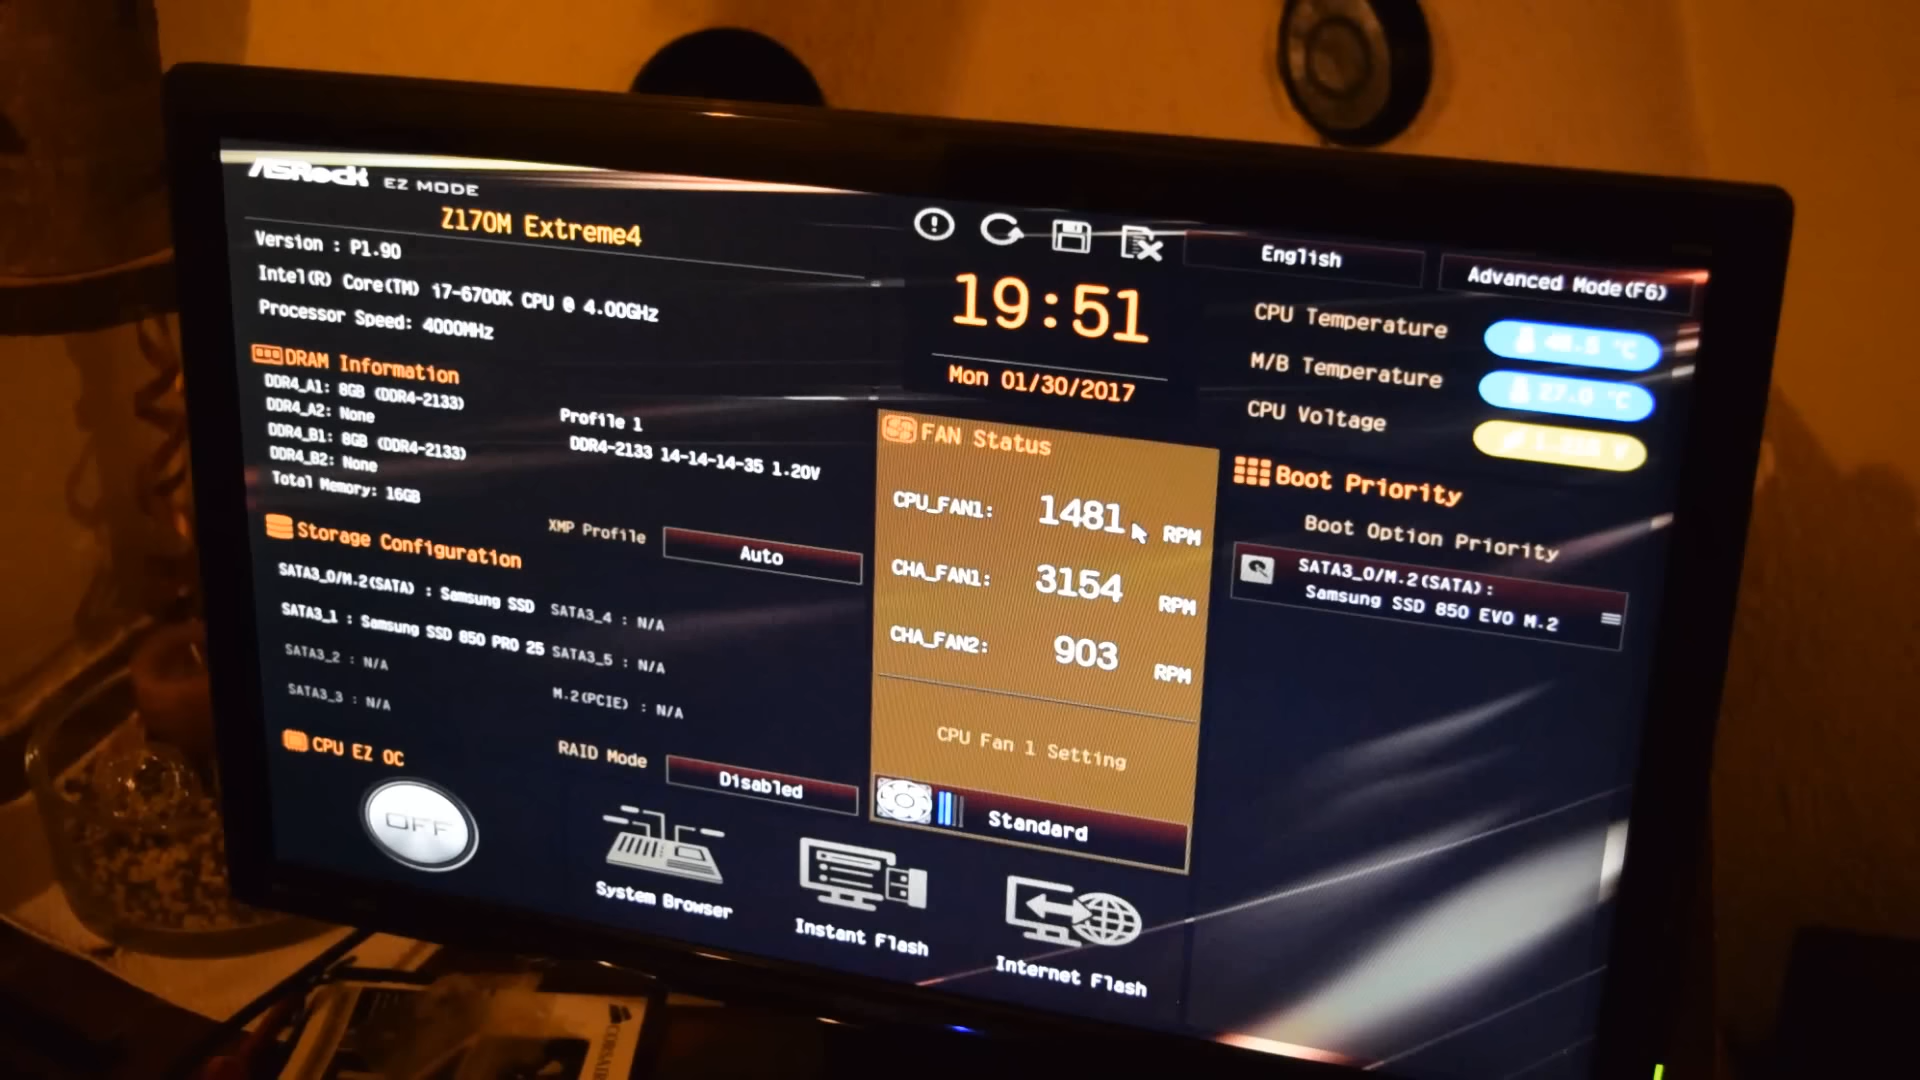 ASRock EZ MODE
Z170M Extreme4
Version : P1.90
Intel(R) Core(TM) i7-6700K CPU @ 4.00GHz
Processor Speed: 4000MHz
DRAM Information
DDR4_A1: 8GB (DDR4-2133)
DDR4_A2: None
DDR4_B1: 8GB (DDR4-2133)
DDR4_B2: None
Total Memory: 16GB
Profile 1
DDR4-2133 14-14-14-35 1.20V
XMP Profile
Auto
Storage Configuration
SATA3_0/M.2(SATA) : Samsung SSD
SATA3_1 : Samsung SSD 850 PRO 25
SATA3_2 : N/A
SATA3_3 : N/A
SATA3_4 : N/A
SATA3_5 : N/A
M.2(PCIE) : N/A
RAID Mode
Disabled
CPU EZ OC
OFF
System Browser
Instant Flash
Internet Flash
19:51
Mon 01/30/2017
FAN Status
CPU_FAN1: 1481 RPM
CHA_FAN1: 3154 RPM
CHA_FAN2: 903 RPM
CPU Fan 1 Setting
Standard
English
Advanced Mode(F6)
CPU Temperature
M/B Temperature 27.0 °C
CPU Voltage
Boot Priority
Boot Option Priority
SATA3_0/M.2(SATA):
Samsung SSD 850 EVO M.2